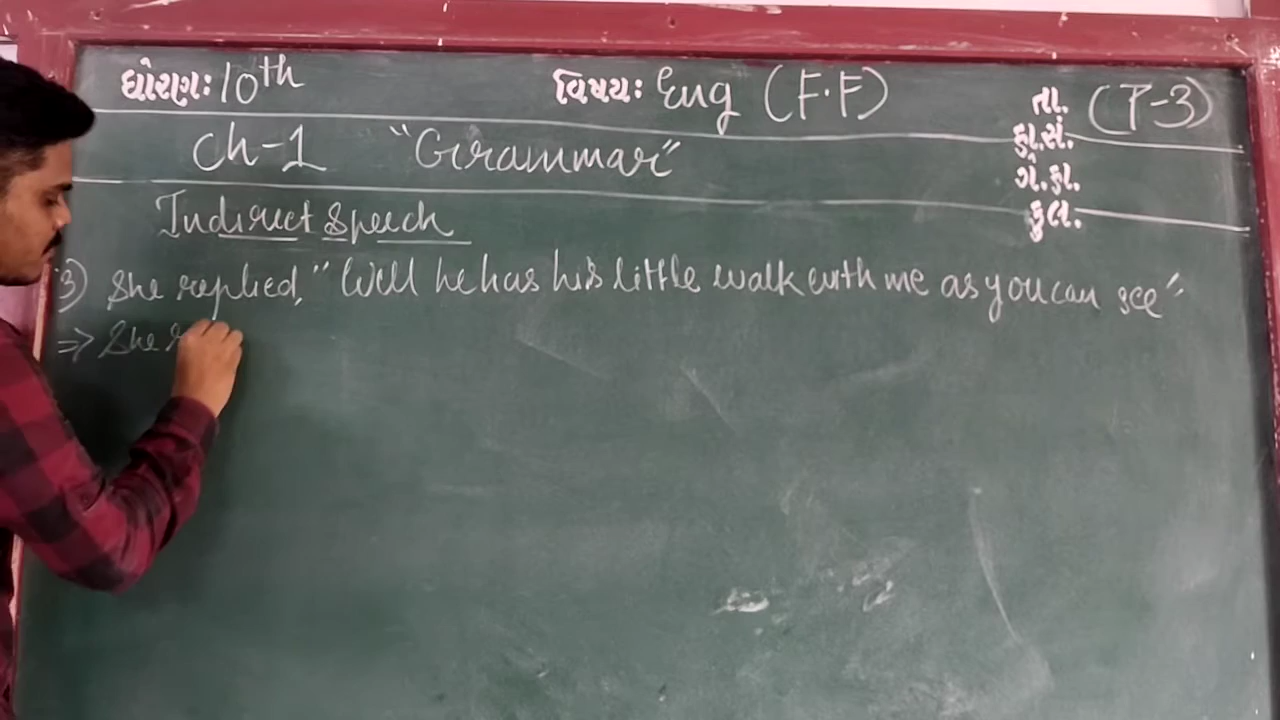 ધોરણ: 10th વિષય: Eng (F.F) તા. (P-3)
Ch-1 "Grammar" હા.સં.
ગે.હા.
Indirect Speech કુલ.
3) She replied, "Well he has his little walk with me as you can see"
⇒ She r